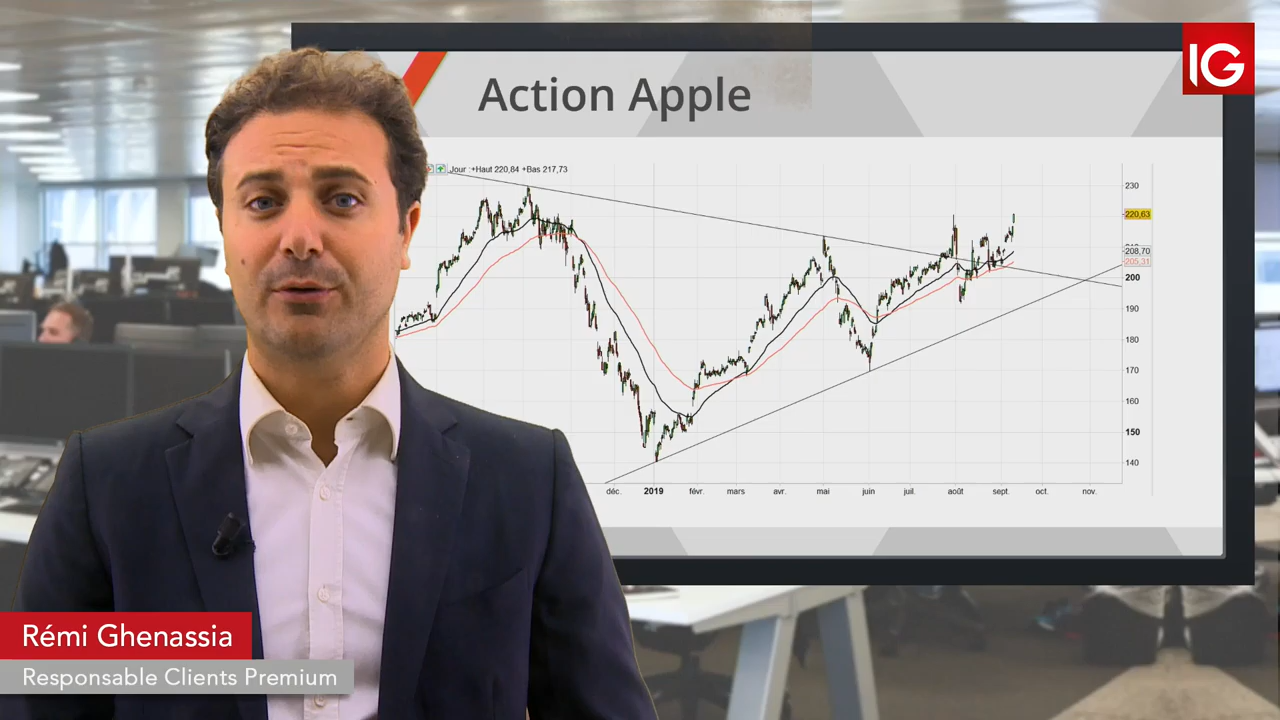 IG
Action Apple
Jour :+Haut 220,84 +Bas 217,73
230
220,63
208,70
205,31
200
190
180
170
160
150
140
déc. 2019 févr. mars avr. mai juin juil. août sept. oct. nov.
Rémi Ghenassia
Responsable Clients Premium